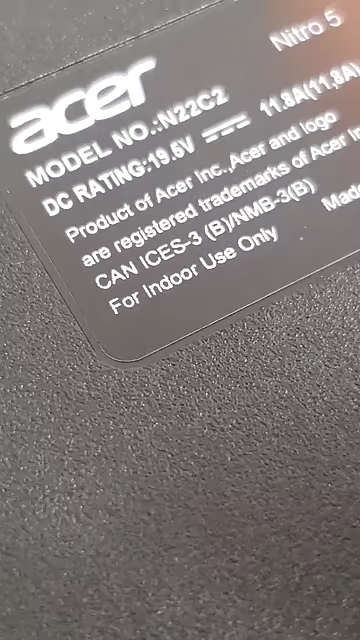 Nitro 5
acer
MODEL NO.:N22C2
DC RATING:19.5V ⎓ 11.8A(11,8A)
Product of Acer Inc., Acer and logo
are registered trademarks of Acer
CAN ICES-3 (B)/NMB-3(B)
Made
For Indoor Use Only